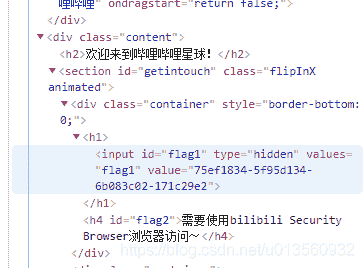 哩哔哩" ondragstart="return false;">
</div>
▼<div class="content">
<h2>欢迎来到哔哩哔哩星球！</h2>
▼<section id="getintouch" class="flipInX
animated">
▼<div class="container" style="border-bottom:
0;">
▼<h1>
<input id="flag1" type="hidden" values=
"flag1" value="75ef1834-5f95d134-
6b083c02-171c29e2">
</h1>
<h4 id="flag2">需要使用bilibili Security
Browser浏览器访问~</h4>
</div>
https://blog.csdn.net/u013560932